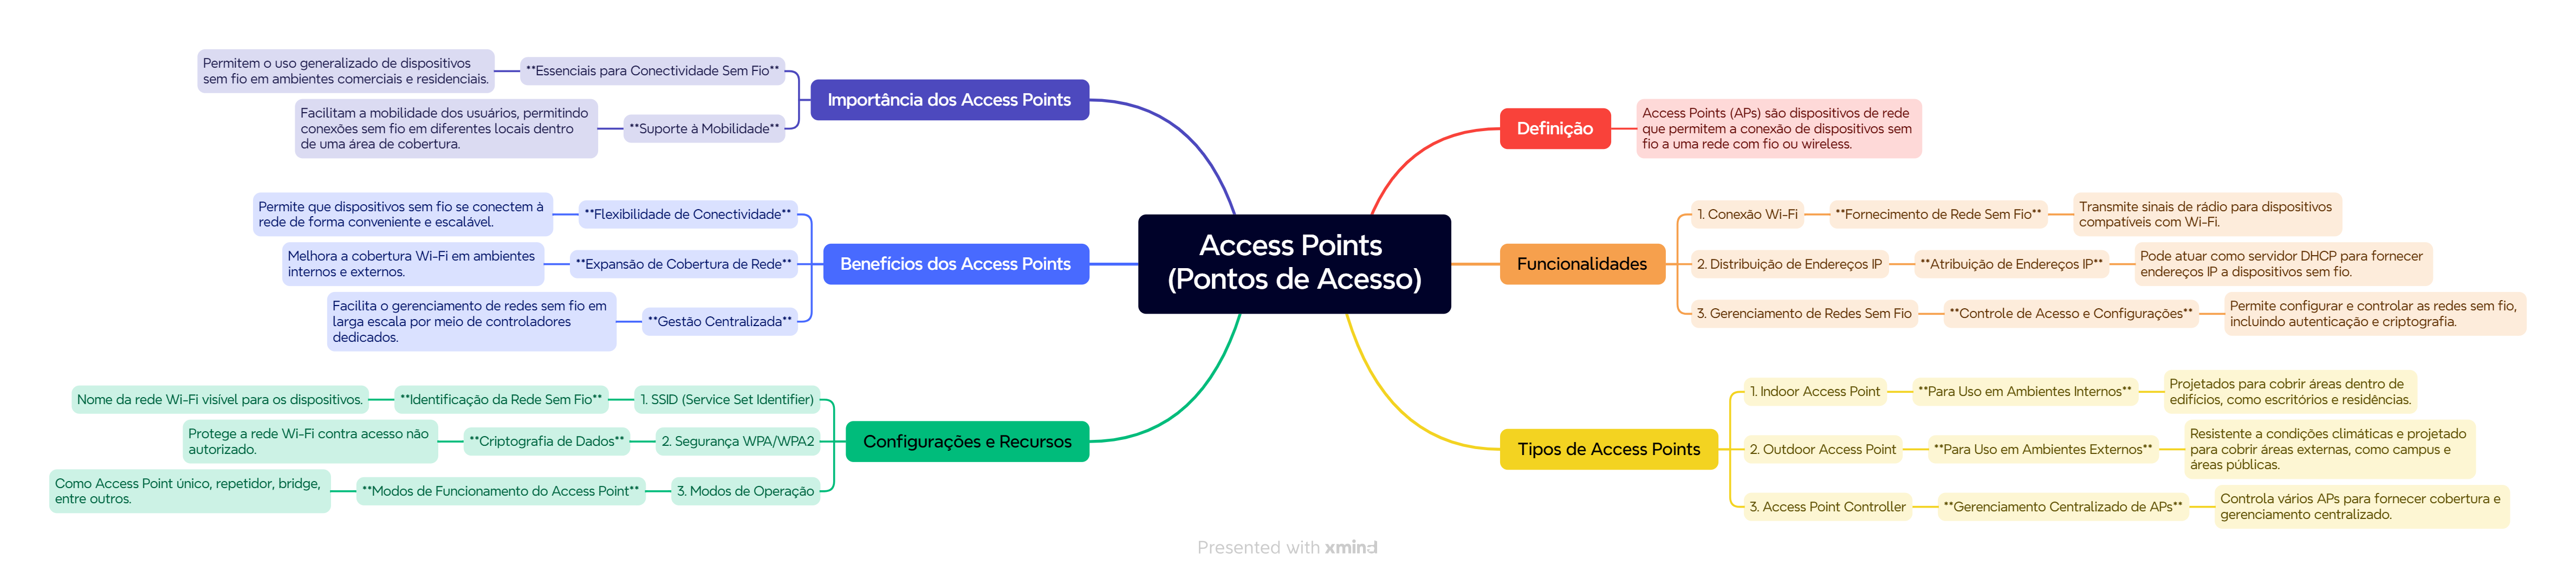 Access Points
(Pontos de Acesso)
Definição
Access Points (APs) são dispositivos de rede
que permitem a conexão de dispositivos sem
fio a uma rede com fio ou wireless.
Funcionalidades
1. Conexão Wi-Fi
**Fornecimento de Rede Sem Fio**
Transmite sinais de rádio para dispositivos
compatíveis com Wi-Fi.
2. Distribuição de Endereços IP
**Atribuição de Endereços IP**
Pode atuar como servidor DHCP para fornecer
endereços IP a dispositivos sem fio.
3. Gerenciamento de Redes Sem Fio
**Controle de Acesso e Configurações**
Permite configurar e controlar as redes sem fio,
incluindo autenticação e criptografia.
Tipos de Access Points
1. Indoor Access Point
**Para Uso em Ambientes Internos**
Projetados para cobrir áreas dentro de
edifícios, como escritórios e residências.
2. Outdoor Access Point
**Para Uso em Ambientes Externos**
Resistente a condições climáticas e projetado
para cobrir áreas externas, como campus e
áreas públicas.
3. Access Point Controller
**Gerenciamento Centralizado de APs**
Controla vários APs para fornecer cobertura e
gerenciamento centralizado.
Configurações e Recursos
1. SSID (Service Set Identifier)
**Identificação da Rede Sem Fio**
Nome da rede Wi-Fi visível para os dispositivos.
2. Segurança WPA/WPA2
**Criptografia de Dados**
Protege a rede Wi-Fi contra acesso não
autorizado.
3. Modos de Operação
**Modos de Funcionamento do Access Point**
Como Access Point único, repetidor, bridge,
entre outros.
Benefícios dos Access Points
**Flexibilidade de Conectividade**
Permite que dispositivos sem fio se conectem à
rede de forma conveniente e escalável.
**Expansão de Cobertura de Rede**
Melhora a cobertura Wi-Fi em ambientes
internos e externos.
**Gestão Centralizada**
Facilita o gerenciamento de redes sem fio em
larga escala por meio de controladores
dedicados.
Importância dos Access Points
**Essenciais para Conectividade Sem Fio**
Permitem o uso generalizado de dispositivos
sem fio em ambientes comerciais e residenciais.
**Suporte à Mobilidade**
Facilitam a mobilidade dos usuários, permitindo
conexões sem fio em diferentes locais dentro
de uma área de cobertura.
Presented with xmind